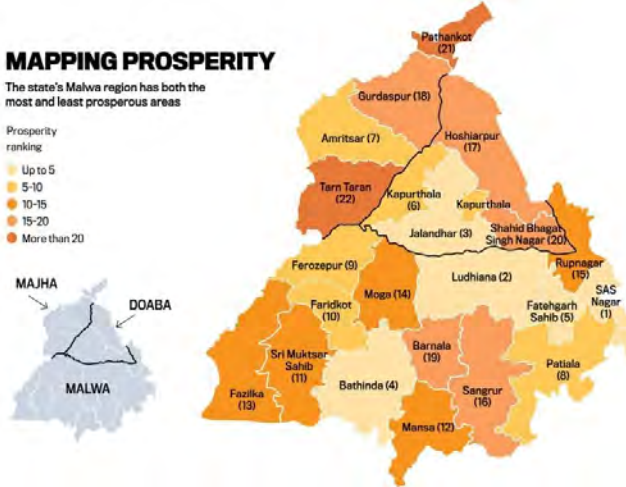 MAPPING PROSPERITY
The state's Malwa region has both the
most and least prosperous areas
Prosperity
ranking
Up to 5
5-10
10-15
15-20
More than 20
MAJHA
DOABA
MALWA
Pathankot
(21)
Gurdaspur (18)
Hoshiarpur
(17)
Amritsar (7)
Tarn Taran
(22)
Kapurthala
(6)
Kapurthala
Jalandhar (3)
Shahid Bhagat
Singh Nagar (20)
Rupnagar
(15)
Ferozepur (9)
Moga (14)
Ludhiana (2)
SAS
Nagar
(1)
Faridkot
(10)
Fatehgarh
Sahib (5)
Sri Muktsar
Sahib
(11)
Barnala
(19)
Patiala
(8)
Fazilka
(13)
Bathinda (4)
Sangrur
(16)
Mansa (12)